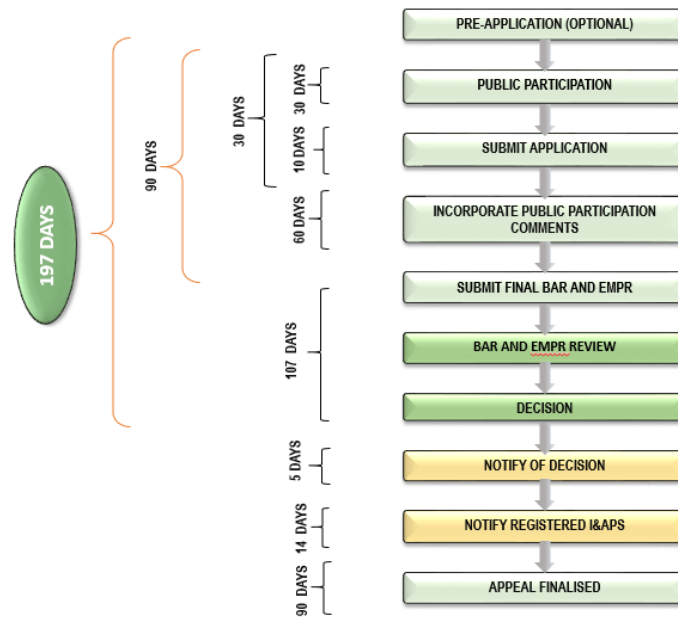 PRE-APPLICATION (OPTIONAL)
PUBLIC PARTICIPATION
SUBMIT APPLICATION
INCORPORATE PUBLIC PARTICIPATION
COMMENTS
SUBMIT FINAL BAR AND EMPR
BAR AND EMPR REVIEW
DECISION
NOTIFY OF DECISION
NOTIFY REGISTERED I&APS
APPEAL FINALISED
197 DAYS
90 DAYS
30 DAYS
30 DAYS
10 DAYS
60 DAYS
107 DAYS
5 DAYS
14 DAYS
90 DAYS